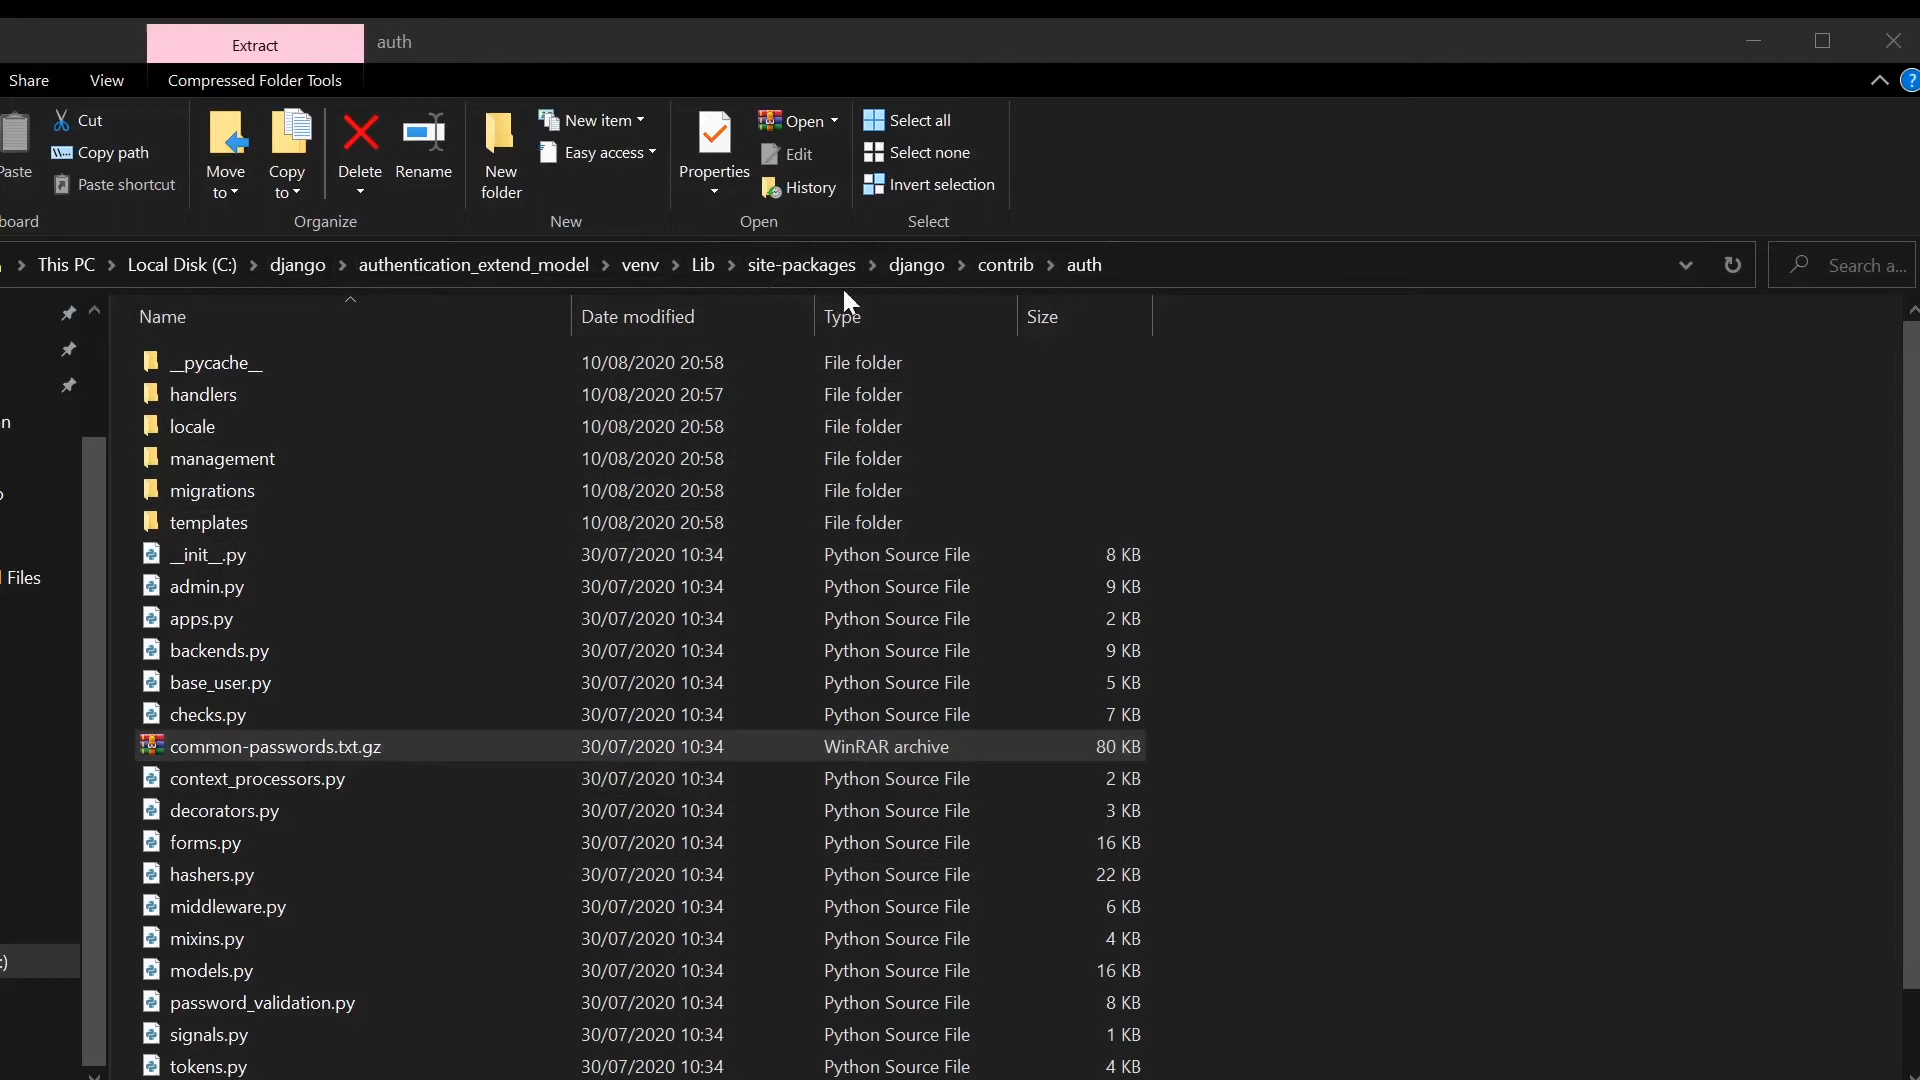 Extract auth
Share View Compressed Folder Tools ?
Paste Cut Copy path Paste shortcut
Move to Copy to Delete Rename
New folder New item Easy access
Properties Open Edit History
Select all Select none Invert selection
board Organize New Open Select
This PC Local Disk (C:) django authentication_extend_model venv Lib site-packages django contrib auth Search a...
Name Date modified Type Size
__pycache__ 10/08/2020 20:58 File folder
handlers 10/08/2020 20:57 File folder
locale 10/08/2020 20:58 File folder
management 10/08/2020 20:58 File folder
migrations 10/08/2020 20:58 File folder
templates 10/08/2020 20:58 File folder
__init__.py 30/07/2020 10:34 Python Source File 8 KB
Files
admin.py 30/07/2020 10:34 Python Source File 9 KB
apps.py 30/07/2020 10:34 Python Source File 2 KB
backends.py 30/07/2020 10:34 Python Source File 9 KB
base_user.py 30/07/2020 10:34 Python Source File 5 KB
checks.py 30/07/2020 10:34 Python Source File 7 KB
common-passwords.txt.gz 30/07/2020 10:34 WinRAR archive 80 KB
context_processors.py 30/07/2020 10:34 Python Source File 2 KB
decorators.py 30/07/2020 10:34 Python Source File 3 KB
forms.py 30/07/2020 10:34 Python Source File 16 KB
hashers.py 30/07/2020 10:34 Python Source File 22 KB
middleware.py 30/07/2020 10:34 Python Source File 6 KB
mixins.py 30/07/2020 10:34 Python Source File 4 KB
models.py 30/07/2020 10:34 Python Source File 16 KB
password_validation.py 30/07/2020 10:34 Python Source File 8 KB
signals.py 30/07/2020 10:34 Python Source File 1 KB
tokens.py 30/07/2020 10:34 Python Source File 4 KB